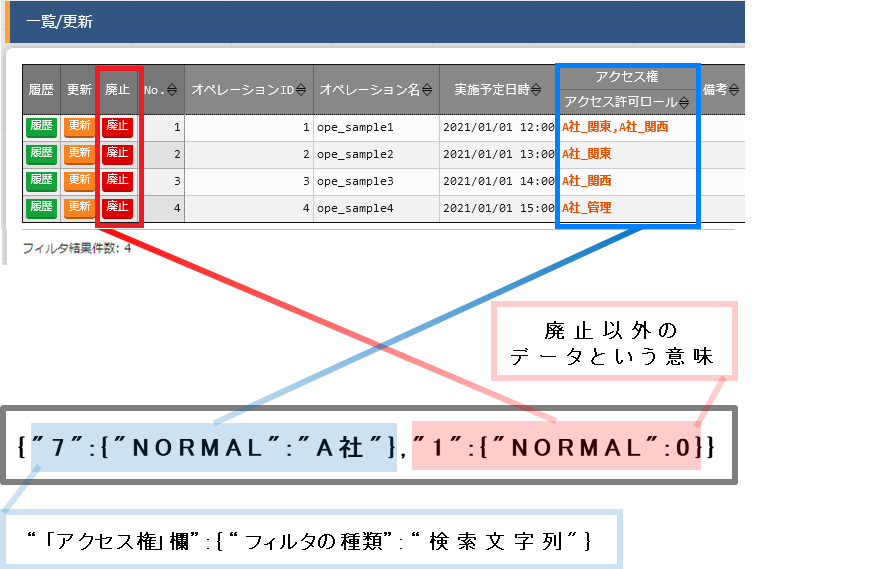 一覧/更新
アクセス権
履歴 更新 廃止 No. オペレーションID オペレーション名 実施予定日時 アクセス許可ロール 備考
履歴 更新 廃止 1 1 ope_sample1 2021/01/01 12:00 A社_関東,A社_関西
履歴 更新 廃止 2 2 ope_sample2 2021/01/01 13:00 A社_関東
履歴 更新 廃止 3 3 ope_sample3 2021/01/01 14:00 A社_関西
履歴 更新 廃止 4 4 ope_sample4 2021/01/01 15:00 A社_管理
フィルタ結果件数: 4
廃止以外の
データという意味
{"7":{"NORMAL":"A社"},"1":{"NORMAL":0}}
“「アクセス権」欄”:{“フィルタの種類”:“検索文字列"}